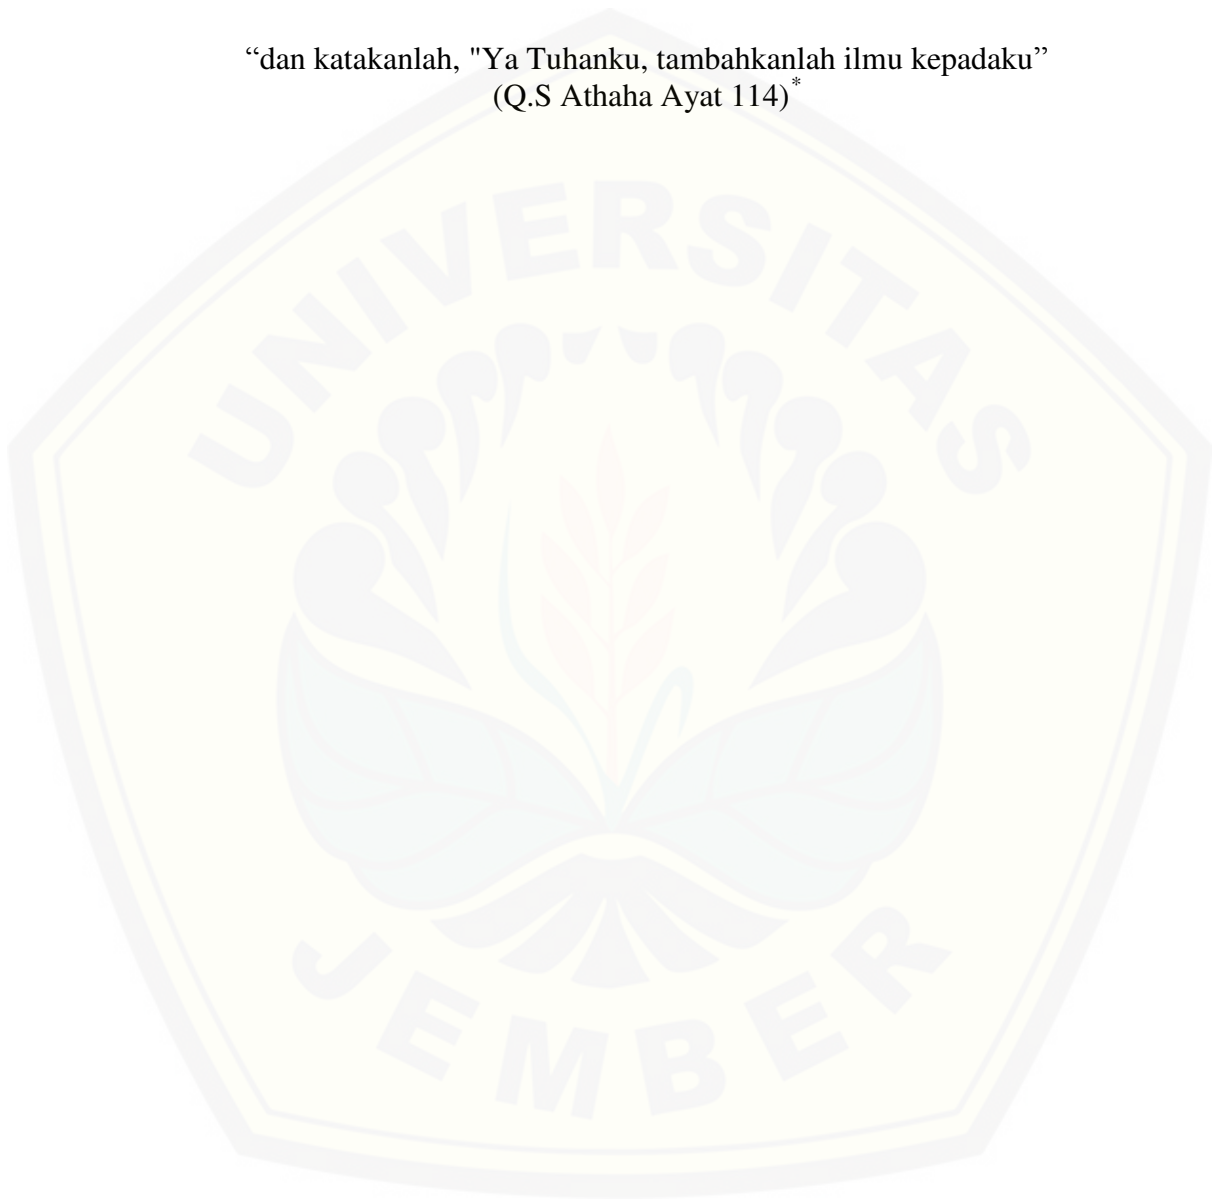 “dan katakanlah, "Ya Tuhanku, tambahkanlah ilmu kepadaku”
(Q.S Athaha Ayat 114)*
UNIVERSITAS
JEMBER